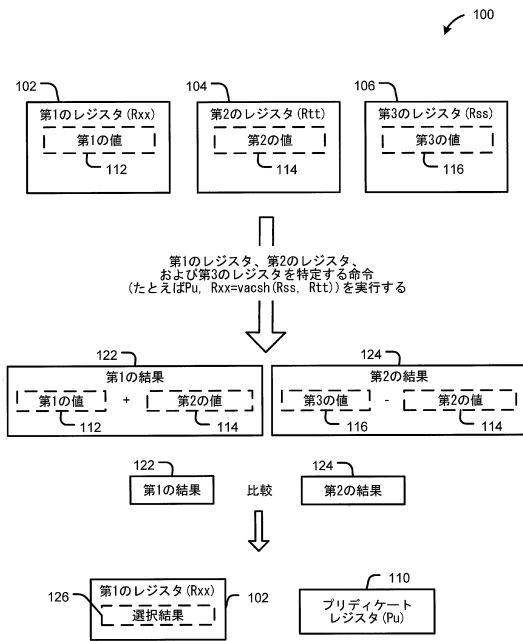 100
102
104
106
第1のレジスタ(Rxx)
第2のレジスタ(Rtt)
第3のレジスタ(Rss)
第1の値
第2の値
第3の値
112
114
116
第1のレジスタ、第2のレジスタ、
および第3のレジスタを特定する命令
(たとえばPu, Rxx=vacsh(Rss, Rtt))を実行する
122
124
第1の結果
第2の結果
第1の値 + 第2の値
第3の値 - 第2の値
112
114
116
114
122
124
第1の結果
比較
第2の結果
110
第1のレジスタ(Rxx)
126
選択結果
102
プリディケート
レジスタ(Pu)